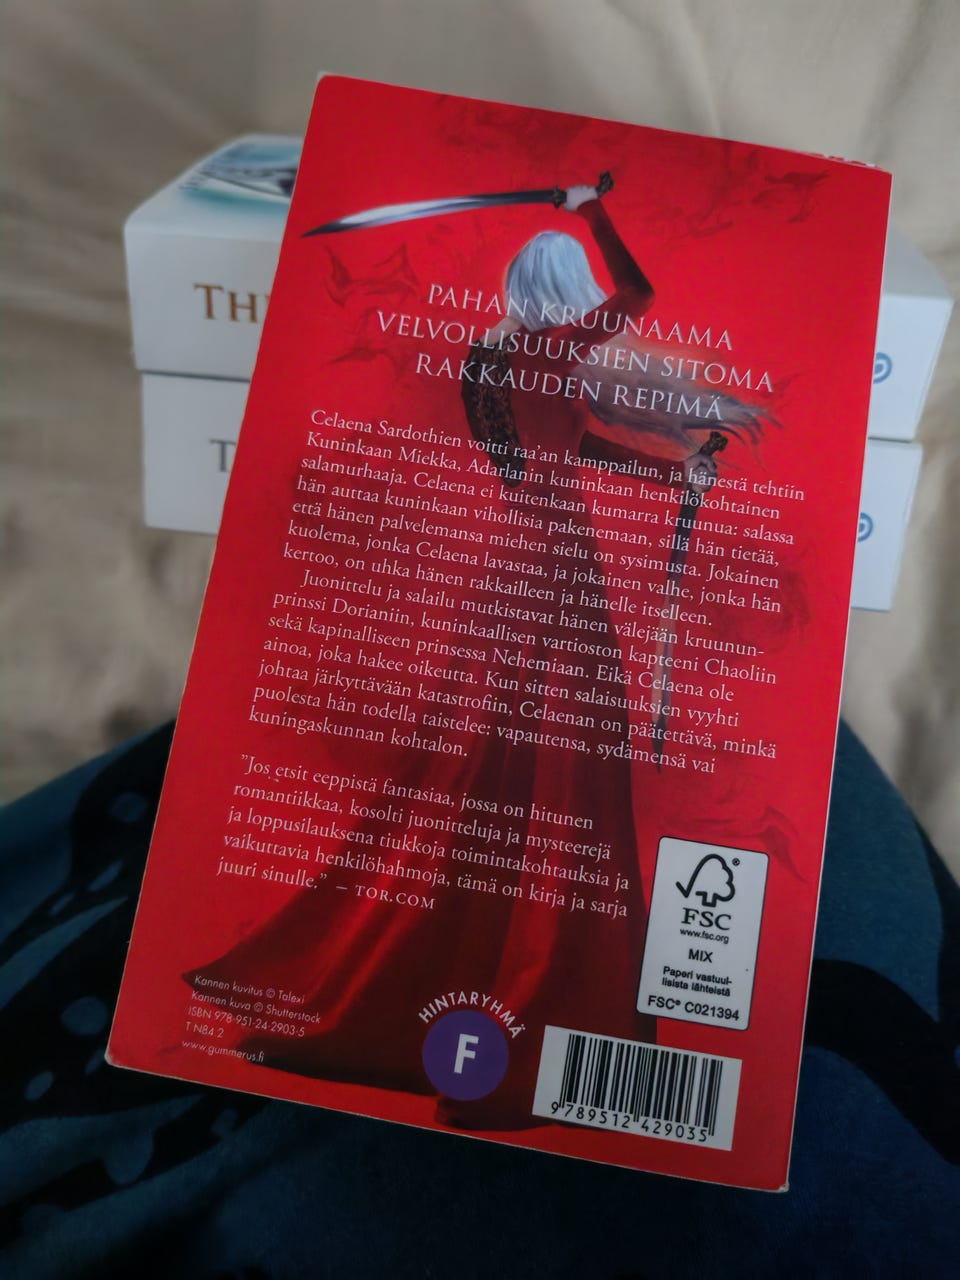 PAHAN KRUUNAAMA
VELVOLLISUUKSIEN SITOMA
RAKKAUDEN REPIMÄ
Celaena Sardothien voitti raa'an kamppailun, ja hänestä tehtiin
Kuninkaan Miekka, Adarlanin kuninkaan henkilökohtainen
salamurhaaja. Celaena ei kuitenkaan kumarra kruunua: salassa
hän auttaa kuninkaan vihollisia pakenemaan, sillä hän tietää,
että hänen palvelemansa miehen sielu on sysimusta. Jokainen
kuolema, jonka Celaena lavastaa, ja jokainen valhe, jonka hän
kertoo, on uhka hänen rakkailleen ja hänelle itselleen.
Juonittelu ja salailu mutkistavat hänen välejään kruunun-
prinssi Dorianiin, kuninkaallisen vartioston kapteeni Chaoliin
sekä kapinalliseen prinsessa Nehemiaan. Eikä Celaena ole
ainoa, joka hakee oikeutta. Kun sitten salaisuuksien vyyhti
johtaa järkyttävään katastrofiin, Celaenan on päätettävä, minkä
puolesta hän todella taistelee: vapautensa, sydämensä vai
kuningaskunnan kohtalon.
"Jos etsit eeppistä fantasiaa, jossa on hitunen
romantiikkaa, kosolti juonitteluja ja mysteerejä
ja loppusilauksena tiukkoja toimintakohtauksia ja
vaikuttavia henkilöhahmoja, tämä on kirja ja sarja
juuri sinulle." – TOR.COM
Kannen kuvitus © Talexi
Kannen kuva © Shutterstock
ISBN 978-951-24-2903-5
T N84.2
www.gummerus.fi
HINTARYHMÄ
F
®
FSC
www.fsc.org
MIX
Paperi vastuul-
lisista lähteistä
FSC® C021394
9789512429035